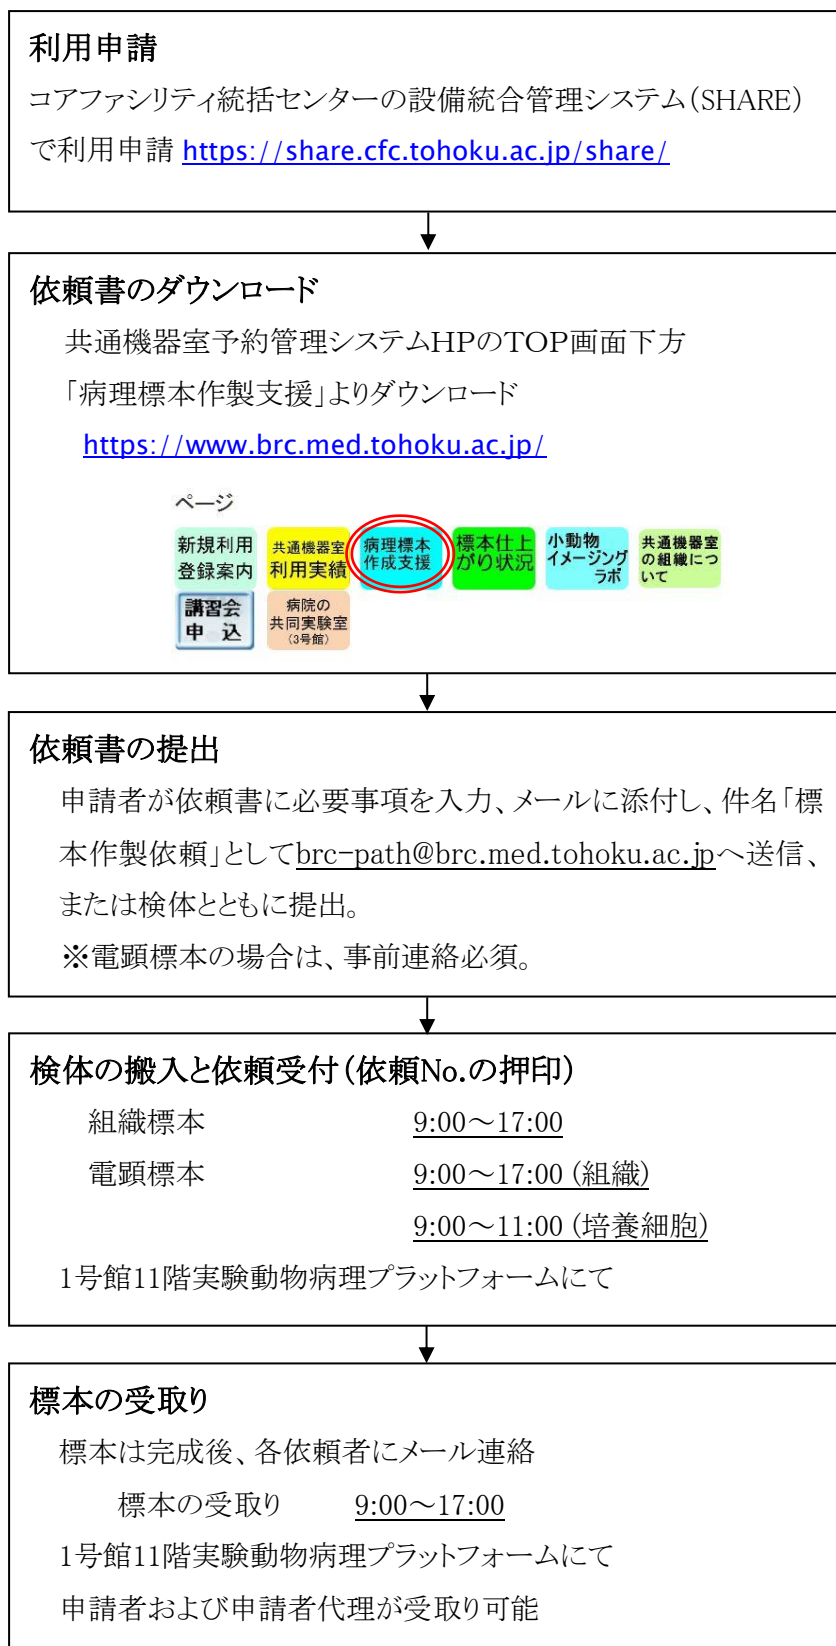 利用申請
コアファシリティ統括センターの設備統合管理システム(SHARE)
で利用申請 https://share.cfc.tohoku.ac.jp/share/
依頼書のダウンロード
共通機器室予約管理システムHPのTOP画面下方
「病理標本作製支援」よりダウンロード
https://www.brc.med.tohoku.ac.jp/
ページ
新規利用
登録案内
共通機器室
利用実績
病理標本
作成支援
標本仕上
がり状況
小動物
イメージング
ラボ
共通機器室
の組織につ
いて
講習会
申 込
病院の
共同実験室
(3号館)
依頼書の提出
申請者が依頼書に必要事項を入力、メールに添付し、件名「標
本作製依頼」としてbrc-path@brc.med.tohoku.ac.jpへ送信、
または検体とともに提出。
※電顕標本の場合は、事前連絡必須。
検体の搬入と依頼受付(依頼No.の押印)
組織標本 9:00～17:00
電顕標本 9:00～17:00 (組織)
9:00～11:00 (培養細胞)
1号館11階実験動物病理プラットフォームにて
標本の受取り
標本は完成後、各依頼者にメール連絡
標本の受取り 9:00～17:00
1号館11階実験動物病理プラットフォームにて
申請者および申請者代理が受取り可能